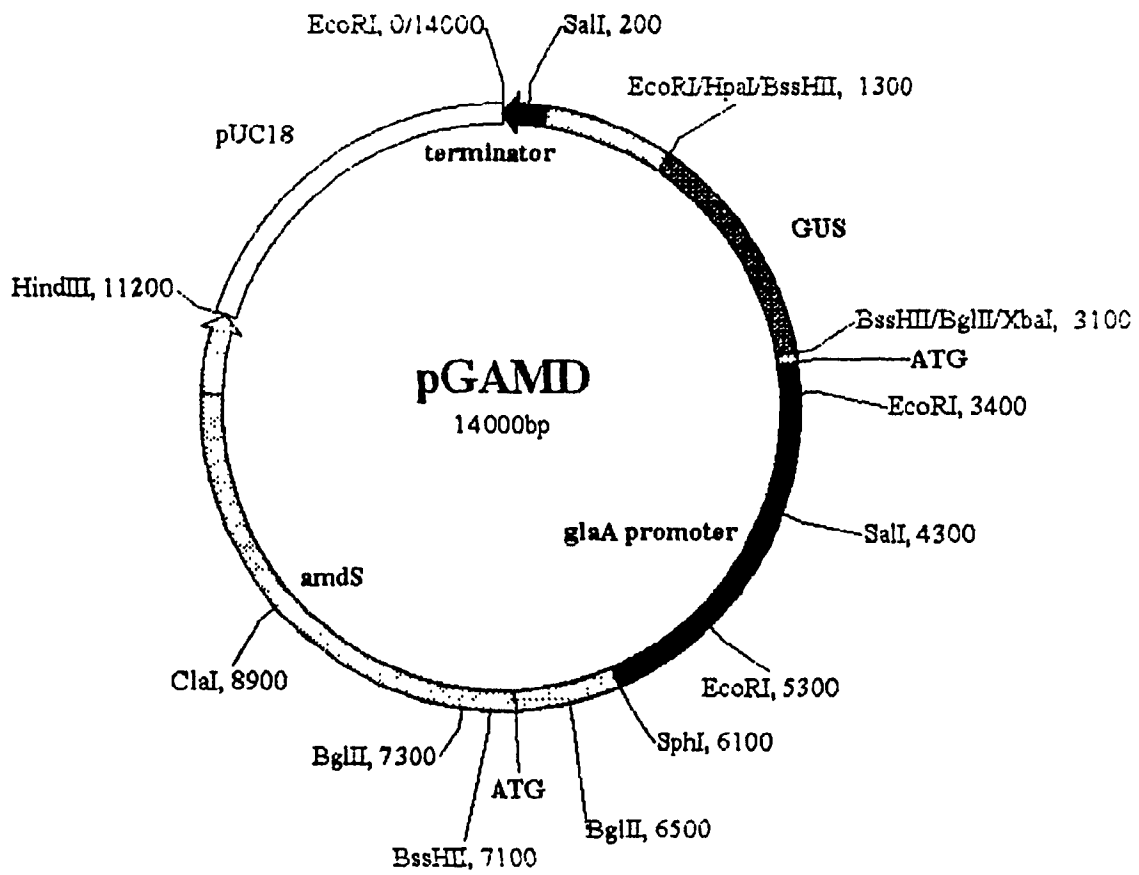 EcoRI, 0/14000
SalI, 200
EcoRI/HpaI/BssHII, 1300
pUC18
terminator
GUS
HindIII, 11200
BssHII/BglII/XbaI, 3100
ATG
pGAMD
14000bp
EcoRI, 3400
glaA promoter
SalI, 4300
amdS
ClaI, 8900
EcoRI, 5300
SphI, 6100
BglII, 7300
ATG
BglII, 6500
BssHII, 7100